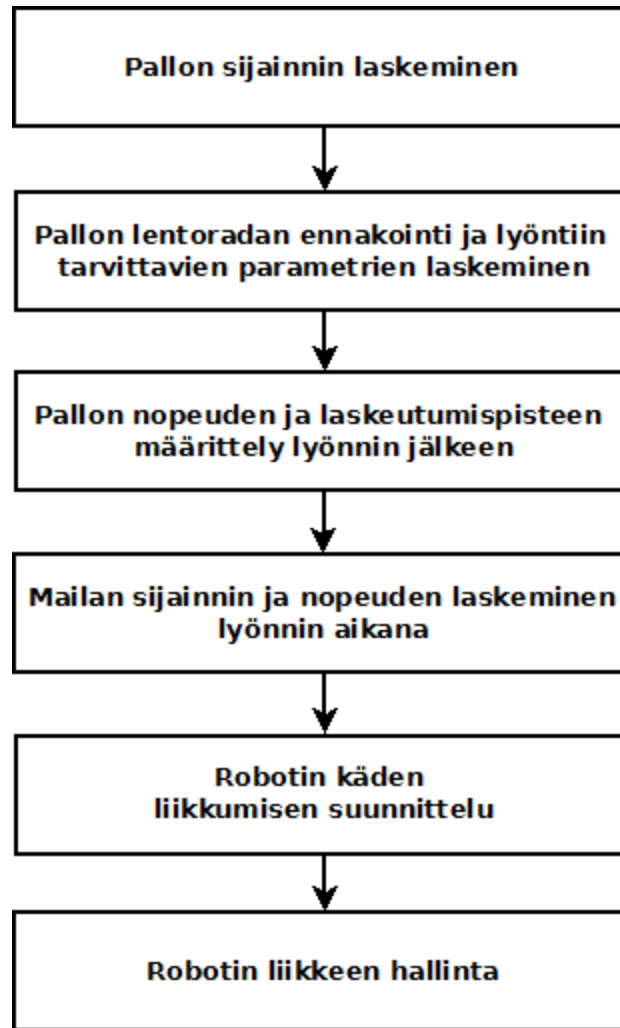 Pallon sijainnin laskeminen
Pallon lentoradan ennakointi ja lyöntiin
tarvittavien parametrien laskeminen
Pallon nopeuden ja laskeutumispisteen
määrittely lyönnin jälkeen
Mailan sijainnin ja nopeuden laskeminen
lyönnin aikana
Robotin käden
liikkumisen suunnittelu
Robotin liikkeen hallinta